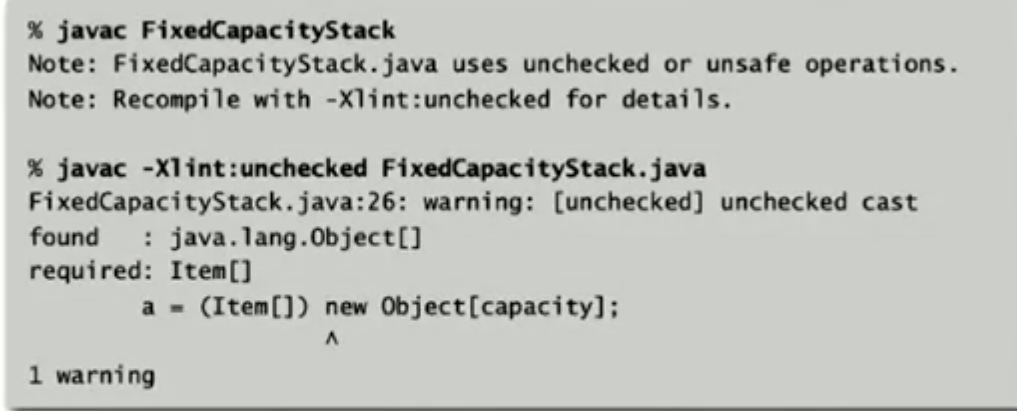 % javac FixedCapacityStack
Note: FixedCapacityStack.java uses unchecked or unsafe operations.
Note: Recompile with -Xlint:unchecked for details.
% javac -Xlint:unchecked FixedCapacityStack.java
FixedCapacityStack.java:26: warning: [unchecked] unchecked cast
found   : java.lang.Object[]
required: Item[]
        a = (Item[]) new Object[capacity];
                     ^
1 warning